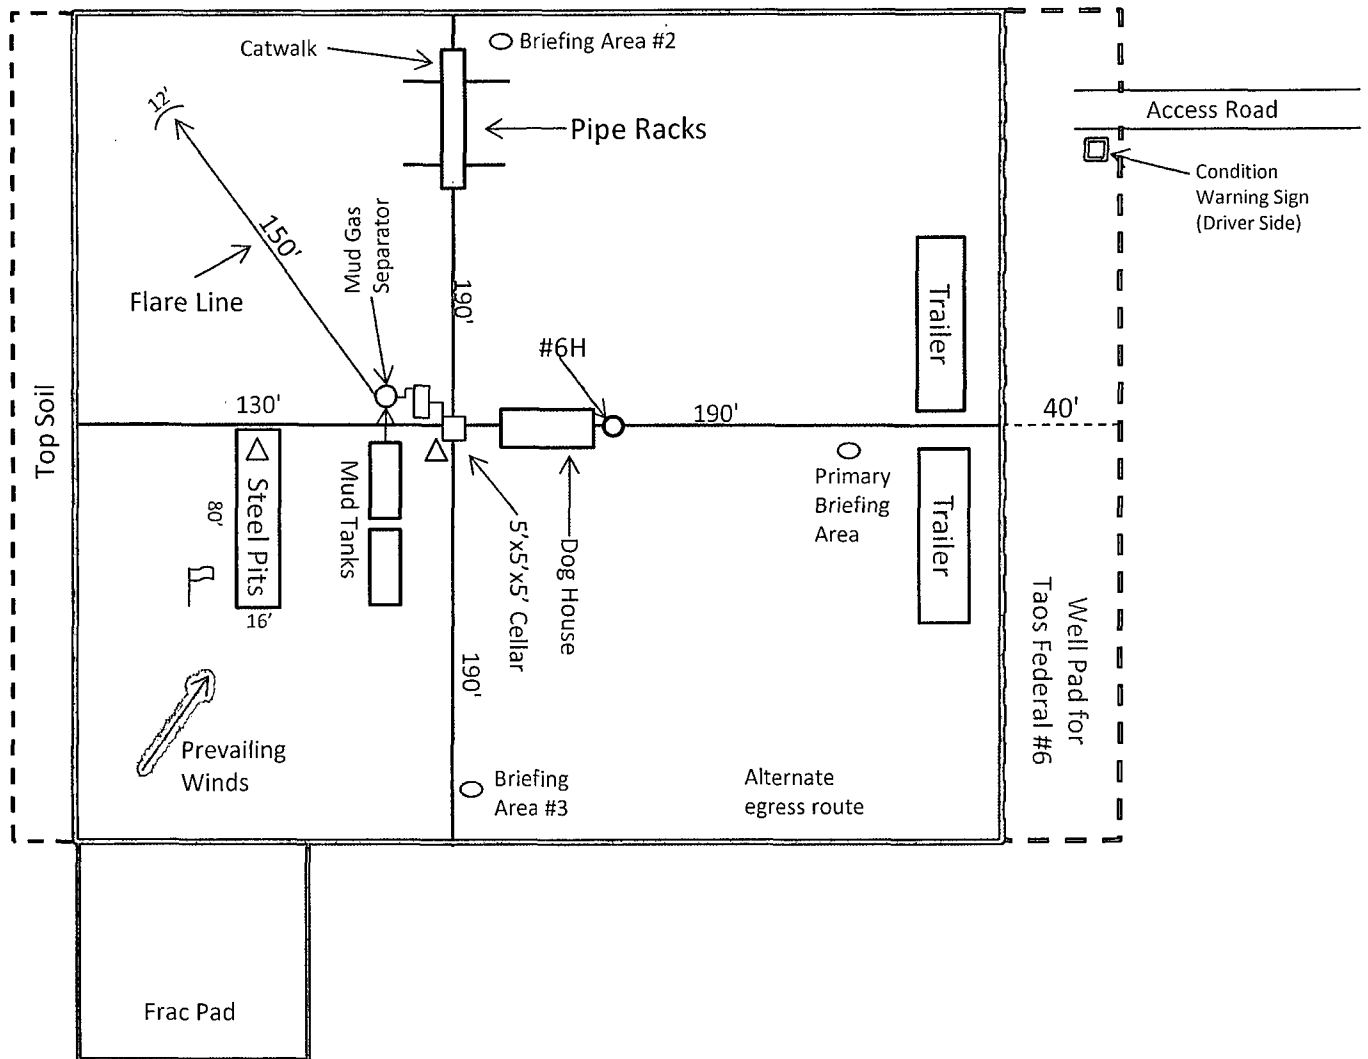 Catwalk
Briefing Area #2
12'
Pipe Racks
Access Road
Condition
Warning Sign
(Driver Side)
150'
Mud Gas
Separator
Flare Line
190'
Trailer
#6H
Top Soil
130'
190'
40'
Steel Pits
80'
16'
Mud Tanks
5'x5'x5' Cellar
Dog House
Primary
Briefing
Area
Trailer
Well Pad for
Taos Federal #6
190'
Prevailing
Winds
Briefing
Area #3
Alternate
egress route
Frac Pad